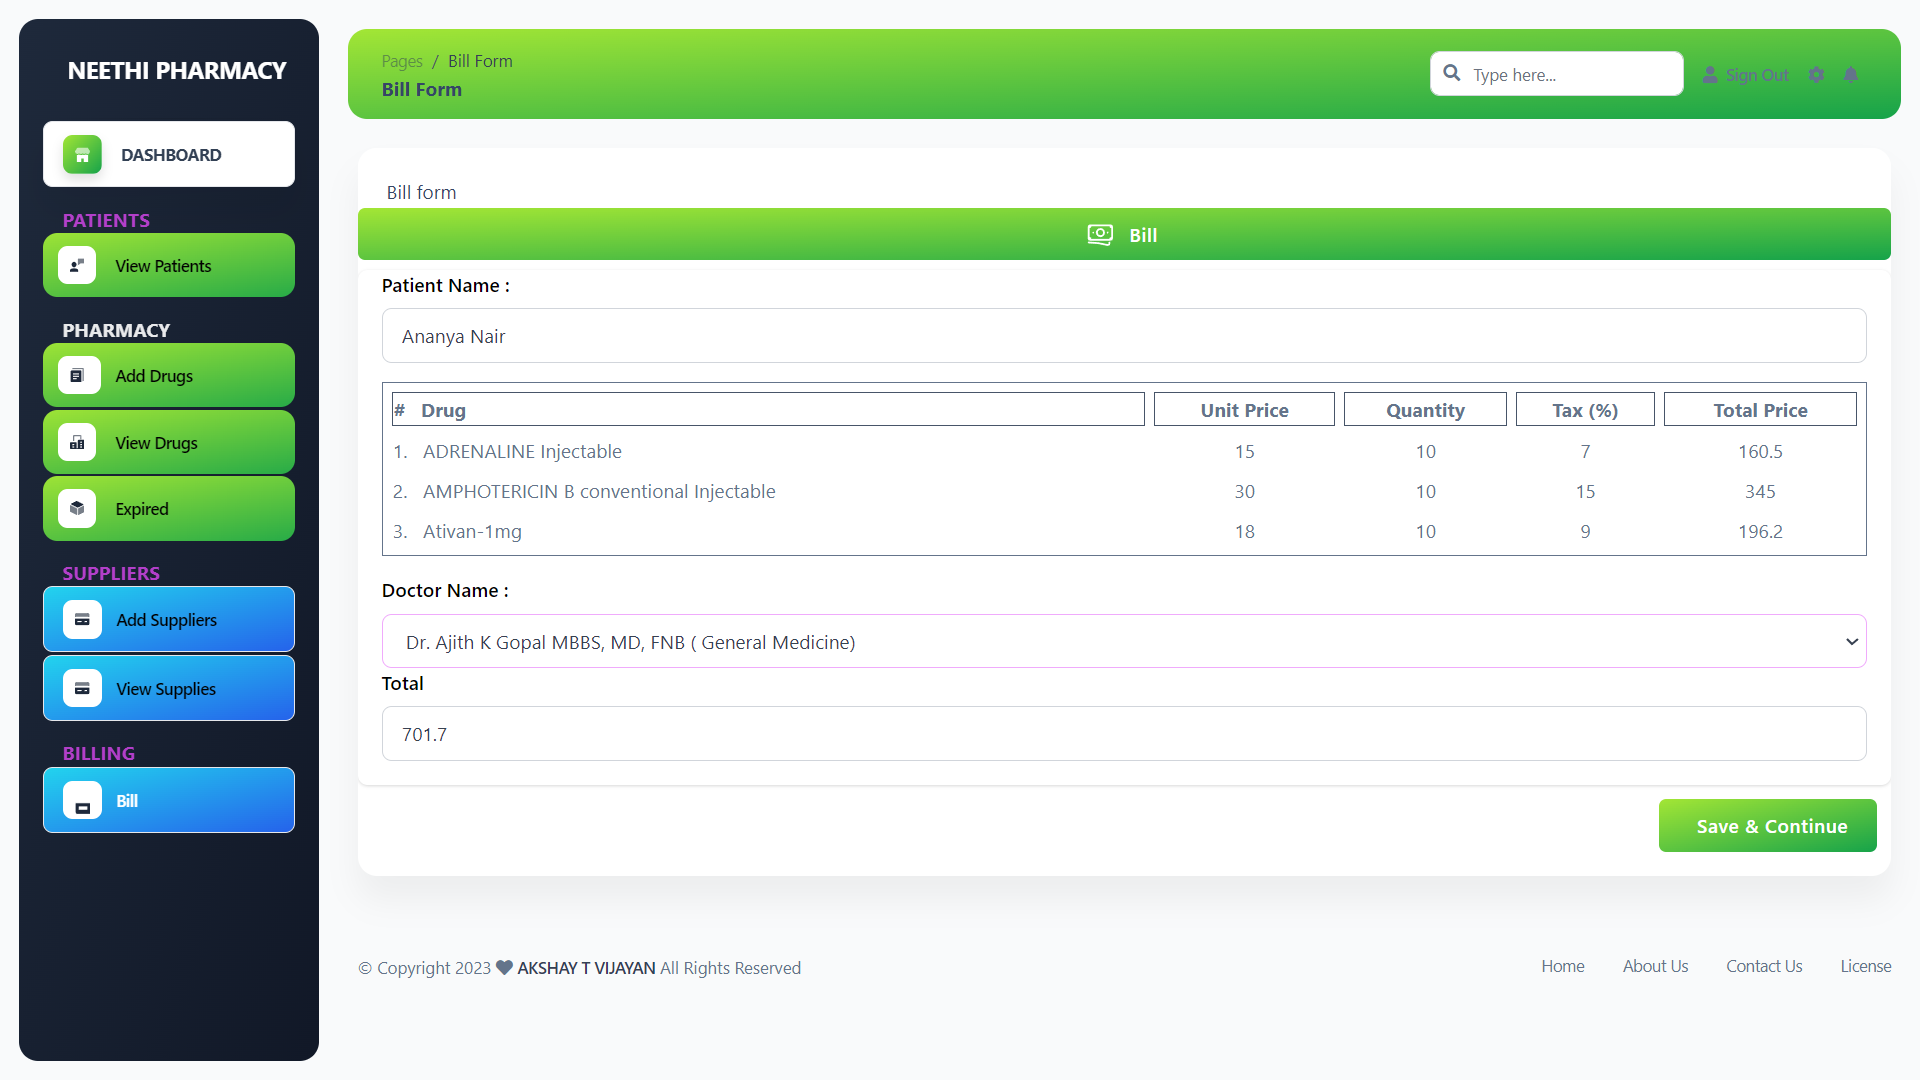 NEETHI PHARMACY
DASHBOARD
PATIENTS
View Patients
PHARMACY
Add Drugs
View Drugs
Expired
SUPPLIERS
Add Suppliers
View Supplies
BILLING
Bill
Pages / Bill Form
Bill Form
Type here...
Sign Out
Bill form
Bill
Patient Name :
Ananya Nair
# Drug Unit Price Quantity Tax (%) Total Price
1. ADRENALINE Injectable 15 10 7 160.5
2. AMPHOTERICIN B conventional Injectable 30 10 15 345
3. Ativan-1mg 18 10 9 196.2
Doctor Name :
Dr. Ajith K Gopal MBBS, MD, FNB ( General Medicine)
Total
701.7
Save & Continue
© Copyright 2023 AKSHAY T VIJAYAN All Rights Reserved
Home About Us Contact Us License